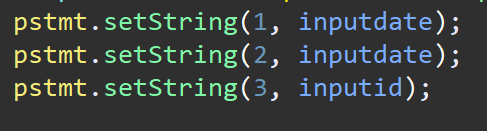 pstmt.setString(1, inputdate);
pstmt.setString(2, inputdate);
pstmt.setString(3, inputid);